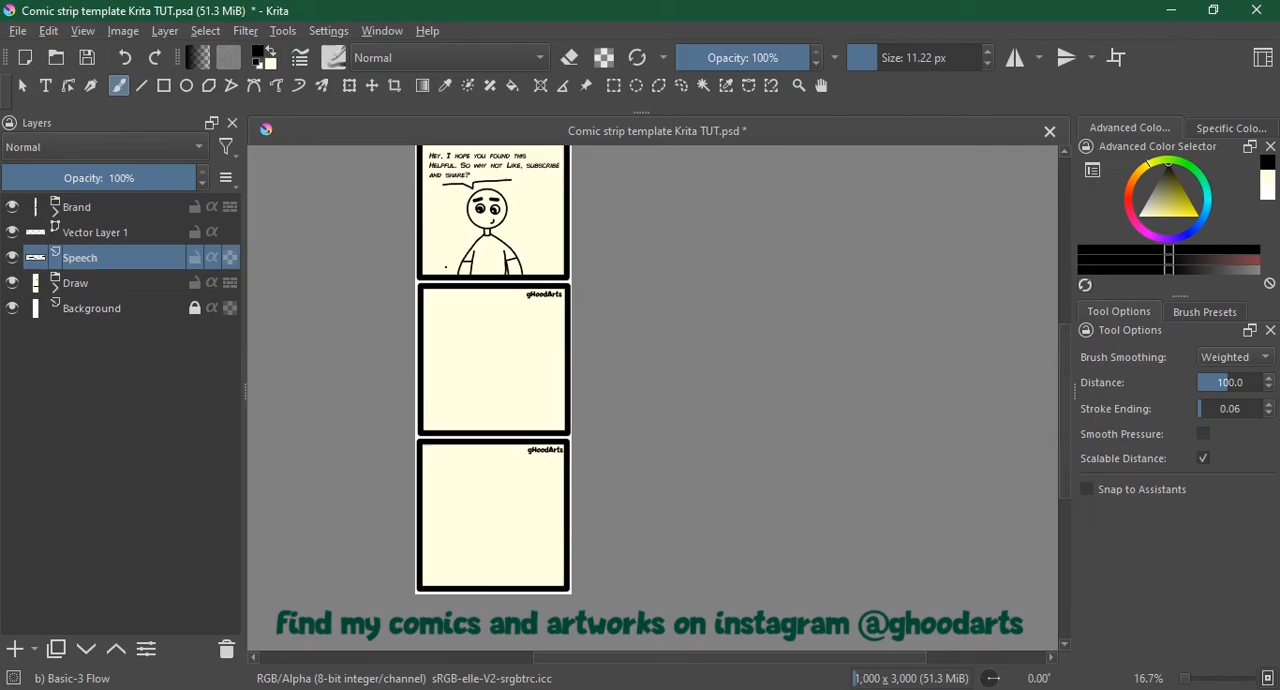 Comic strip template Krita TUT.psd (51.3 MiB) * - Krita
File Edit View Image Layer Select Filter Tools Settings Window Help
Normal Opacity: 100% Size: 11.22 px
Layers
Normal
Opacity: 100%
Brand
Vector Layer 1
Speech
Draw
Background
Comic strip template Krita TUT.psd *
Hey, I hope you found this
Helpful. So why not Like, subscribe
and share?
gHoodArts
gHoodArts
Find my comics and artworks on instagram @ghoodarts
Advanced Colo... Specific Colo...
Advanced Color Selector
Tool Options Brush Presets
Tool Options
Brush Smoothing: Weighted
Distance: 100.0
Stroke Ending: 0.06
Smooth Pressure:
Scalable Distance:
Snap to Assistants
b) Basic-3 Flow RGB/Alpha (8-bit integer/channel) sRGB-elle-V2-srgbtrc.icc 1,000 x 3,000 (51.3 MiB) 0.00° 16.7%